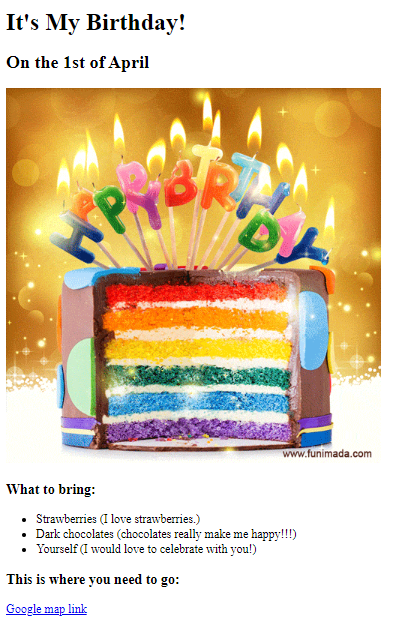 It's My Birthday!
On the 1st of April
HAPPY BIRTHDAY
www.funimada.com
What to bring:
Strawberries (I love strawberries.)
Dark chocolates (chocolates really make me happy!!!)
Yourself (I would love to celebrate with you!)
This is where you need to go:
Google map link